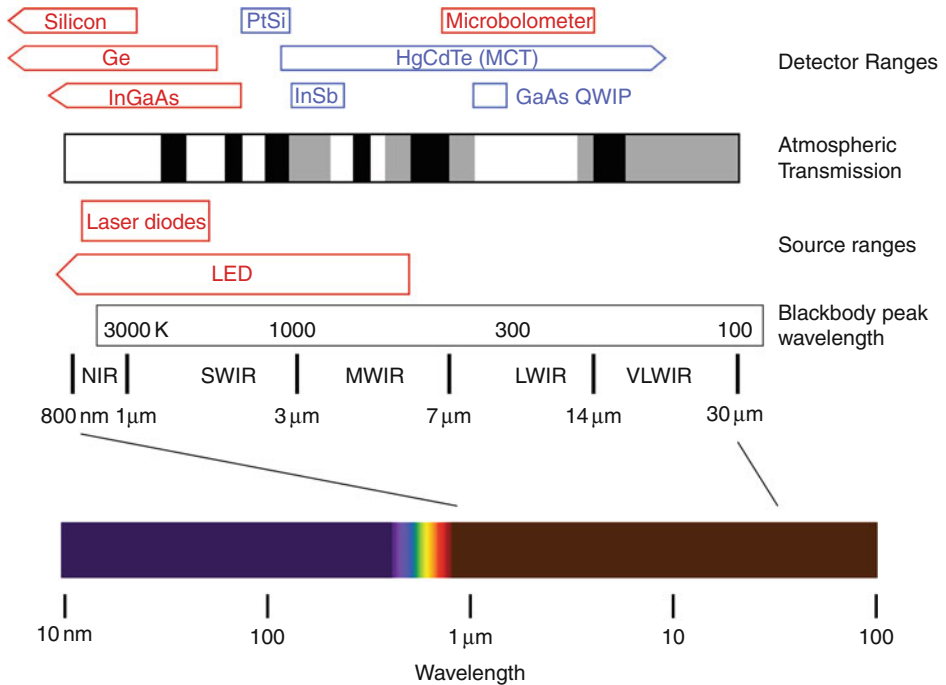 Silicon
PtSi
Microbolometer
Ge
HgCdTe (MCT)
Detector Ranges
InGaAs
InSb
GaAs QWIP
Atmospheric
Transmission
Laser diodes
Source ranges
LED
Blackbody peak
wavelength
3000 K 1000 300 100
NIR SWIR MWIR LWIR VLWIR
800 nm 1µm 3 µm 7 µm 14 µm 30 µm
10 nm 100 1 µm 10 100
Wavelength